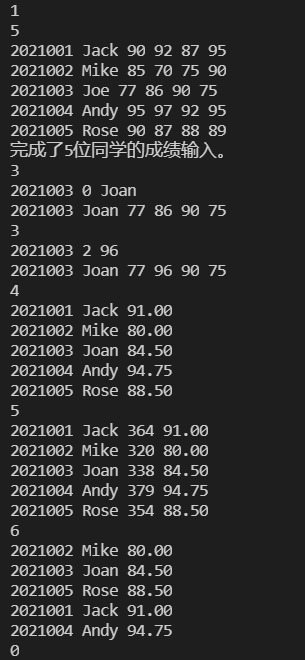 1
5
2021001 Jack 90 92 87 95
2021002 Mike 85 70 75 90
2021003 Joe 77 86 90 75
2021004 Andy 95 97 92 95
2021005 Rose 90 87 88 89
完成了5位同学的成绩输入。
3
2021003 0 Joan
2021003 Joan 77 86 90 75
3
2021003 2 96
2021003 Joan 77 96 90 75
4
2021001 Jack 91.00
2021002 Mike 80.00
2021003 Joan 84.50
2021004 Andy 94.75
2021005 Rose 88.50
5
2021001 Jack 364 91.00
2021002 Mike 320 80.00
2021003 Joan 338 84.50
2021004 Andy 379 94.75
2021005 Rose 354 88.50
6
2021002 Mike 80.00
2021003 Joan 84.50
2021005 Rose 88.50
2021001 Jack 91.00
2021004 Andy 94.75
0